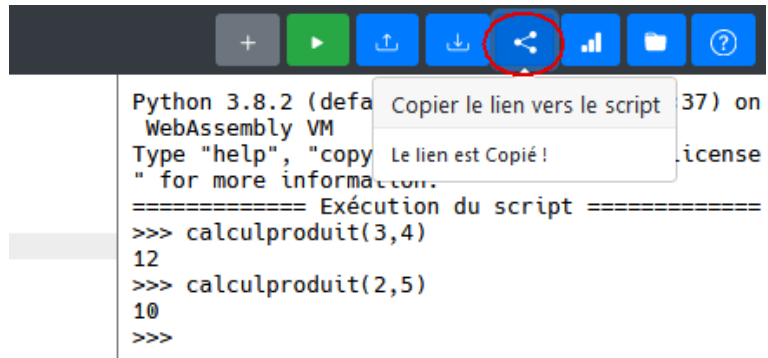 Python 3.8.2 (defa
Copier le lien vers le script
37) on
WebAssembly VM
Type "help", "copy
Le lien est Copié !
icense
" for more information.
============= Exécution du script =============
>>> calculproduit(3,4)
12
>>> calculproduit(2,5)
10
>>>